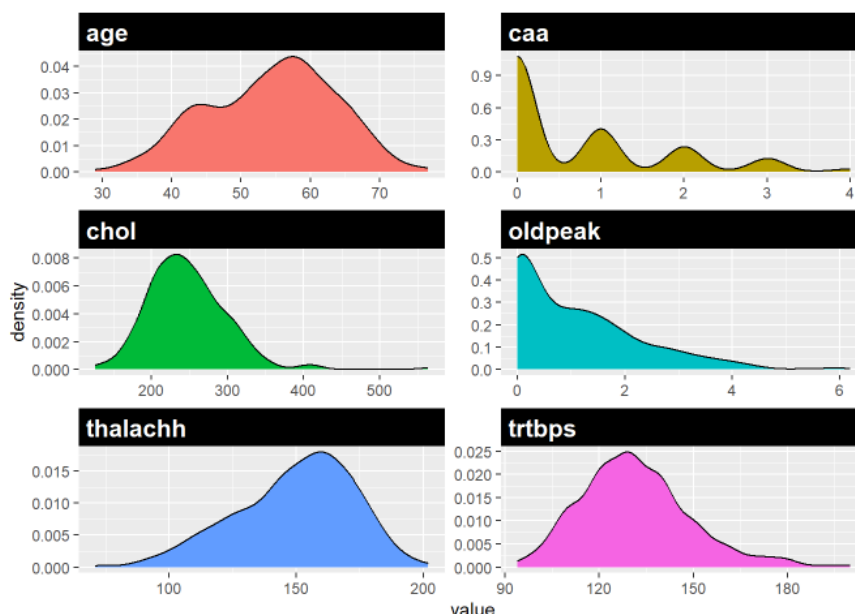 age
0.04
0.03
0.02
0.01
0.00
30 40 50 60 70
caa
0.9
0.6
0.3
0.0
0 1 2 3 4
chol
0.008
0.006
0.004
0.002
0.000
200 300 400 500
oldpeak
0.5
0.4
0.3
0.2
0.1
0.0
0 2 4 6
density
thalachh
0.015
0.010
0.005
0.000
100 150 200
trtbps
0.025
0.020
0.015
0.010
0.005
0.000
90 120 150 180
value